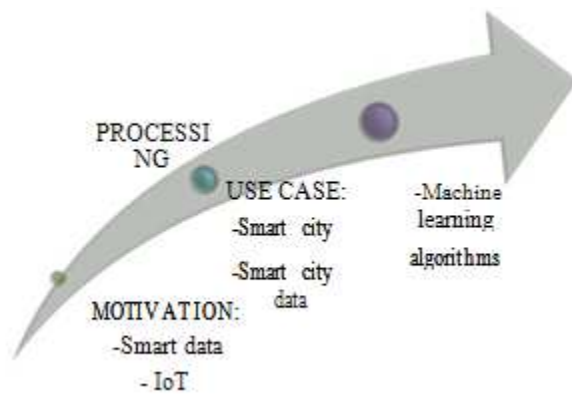 PROCESSI
NG
USE CASE:
-Smart city
-Smart city
data
-Machine
learning
algorithms
MOTIVATION:
-Smart data
- IoT